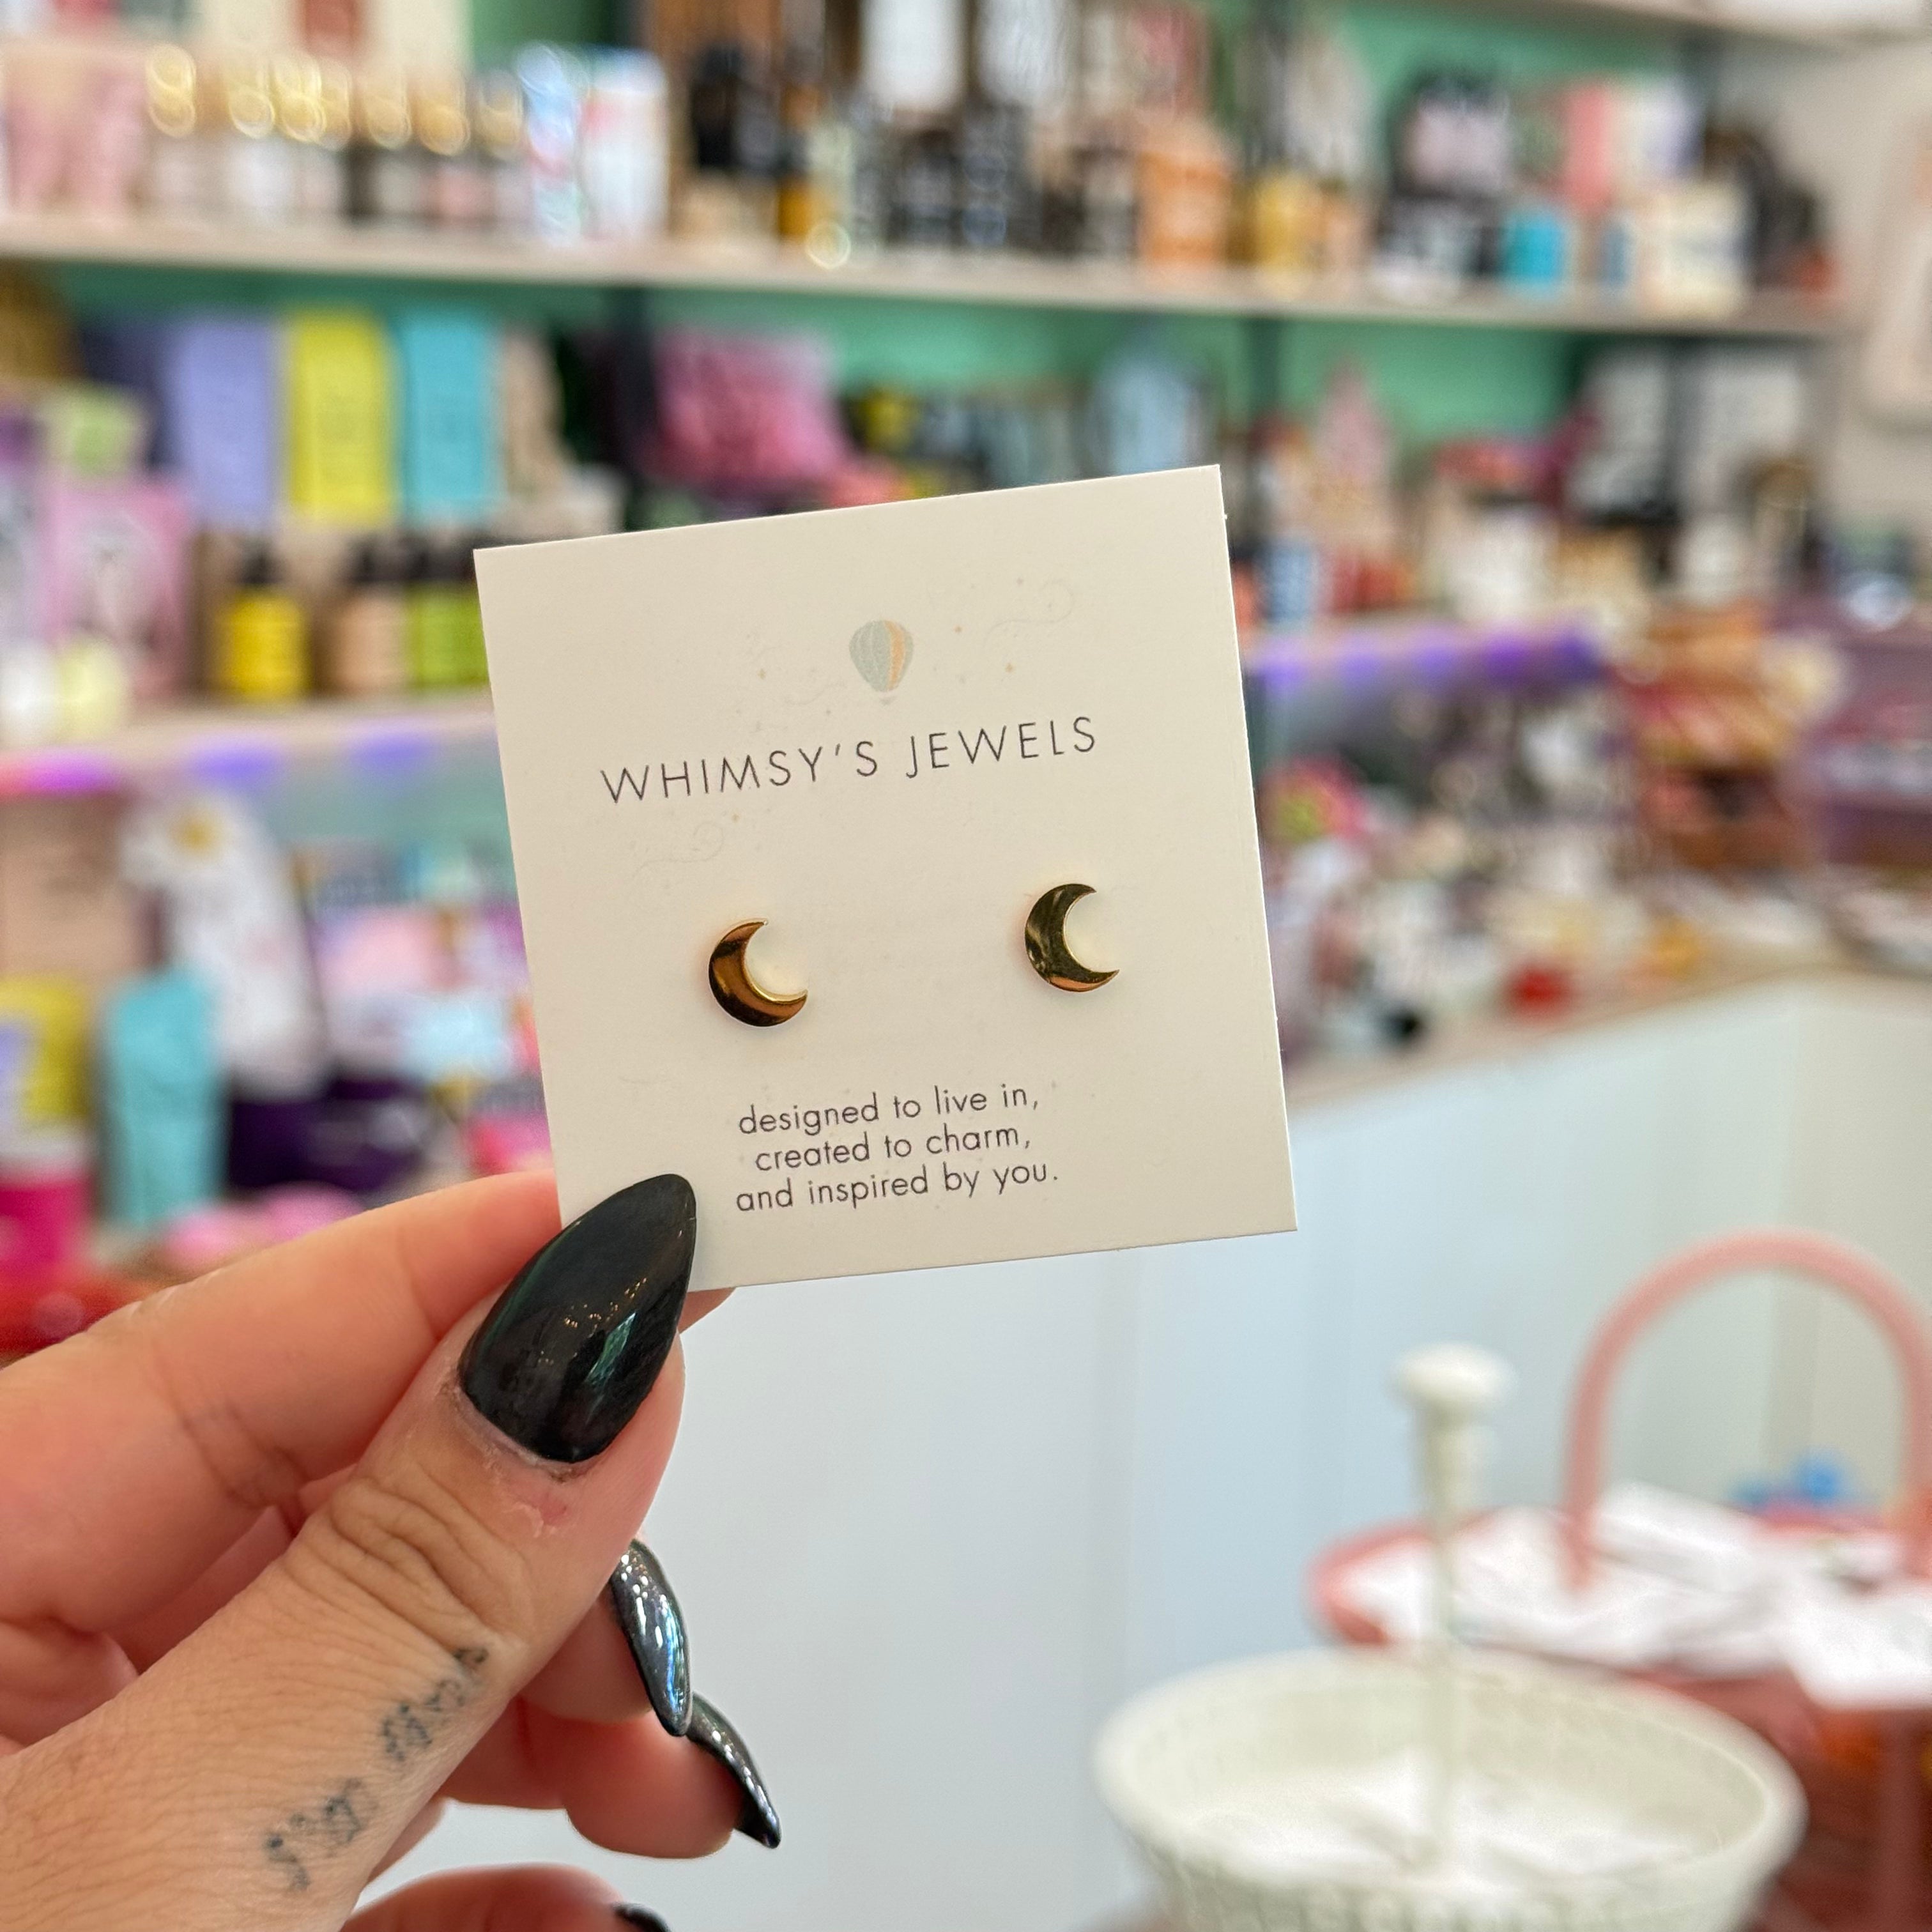 WHIMSY'S JEWELS
designed to live in,
created to charm,
and inspired by you.